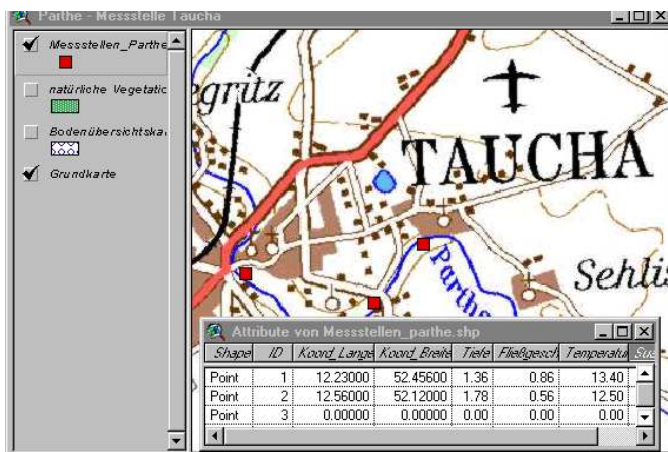 Parthe - Messstelle Taucha
Messstellen_Parthe
natürliche Vegetatio
Bodenübersichtska
Grundkarte
egritz
TAUCHA
Parthe
Sehlis
Attribute von Messstellen_parthe.shp
Shape ID Koord_Lange Koord_Breite Tiefe Fließgesch Temperatu
Point 1 12.23000 52.45600 1.36 0.86 13.40
Point 2 12.56000 52.12000 1.78 0.56 12.50
Point 3 0.00000 0.00000 0.00 0.00 0.00